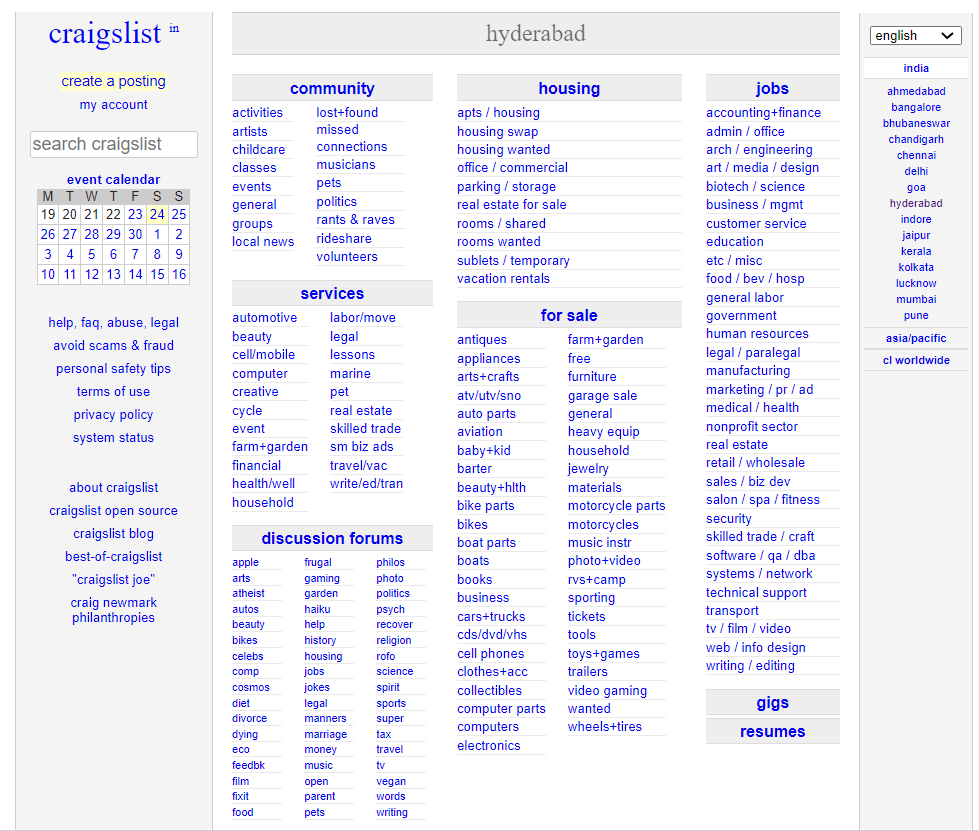 craigslist in
create a posting
my account
search craigslist
event calendar
M T W T F S S
19 20 21 22 23 24 25
26 27 28 29 30 1 2
3 4 5 6 7 8 9
10 11 12 13 14 15 16
help, faq, abuse, legal
avoid scams & fraud
personal safety tips
terms of use
privacy policy
system status
about craigslist
craigslist open source
craigslist blog
best-of-craigslist
"craigslist joe"
craig newmark
philanthropies
hyderabad
community
activities
artists
childcare
classes
events
general
groups
local news
lost+found
missed
connections
musicians
pets
politics
rants & raves
rideshare
volunteers
services
automotive
beauty
cell/mobile
computer
creative
cycle
event
farm+garden
financial
health/well
household
labor/move
legal
lessons
marine
pet
real estate
skilled trade
sm biz ads
travel/vac
write/ed/tran
discussion forums
apple
arts
atheist
autos
beauty
bikes
celebs
comp
cosmos
diet
divorce
dying
eco
feedbk
film
fixit
food
frugal
gaming
garden
haiku
help
history
housing
jobs
jokes
legal
manners
marriage
money
music
open
parent
pets
philos
photo
politics
psych
recover
religion
rofo
science
spirit
sports
super
tax
travel
tv
vegan
words
writing
housing
apts / housing
housing swap
housing wanted
office / commercial
parking / storage
real estate for sale
rooms / shared
rooms wanted
sublets / temporary
vacation rentals
for sale
antiques
appliances
arts+crafts
atv/utv/sno
auto parts
aviation
baby+kid
barter
beauty+hlth
bike parts
bikes
boat parts
boats
books
business
cars+trucks
cds/dvd/vhs
cell phones
clothes+acc
collectibles
computer parts
computers
electronics
farm+garden
free
furniture
garage sale
general
heavy equip
household
jewelry
materials
motorcycle parts
motorcycles
music instr
photo+video
rvs+camp
sporting
tickets
tools
toys+games
trailers
video gaming
wanted
wheels+tires
jobs
accounting+finance
admin / office
arch / engineering
art / media / design
biotech / science
business / mgmt
customer service
education
etc / misc
food / bev / hosp
general labor
government
human resources
legal / paralegal
manufacturing
marketing / pr / ad
medical / health
nonprofit sector
real estate
retail / wholesale
sales / biz dev
salon / spa / fitness
security
skilled trade / craft
software / qa / dba
systems / network
technical support
transport
tv / film / video
web / info design
writing / editing
gigs
resumes
english
india
ahmedabad
bangalore
bhubaneswar
chandigarh
chennai
delhi
goa
hyderabad
indore
jaipur
kerala
kolkata
lucknow
mumbai
pune
asia/pacific
cl worldwide